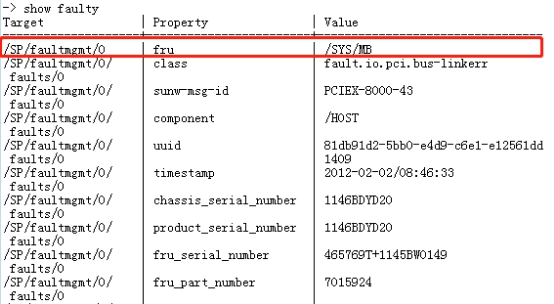 -> show faulty
Target | Property | Value
/SP/faultmgmt/0 | fru | /SYS/MB
/SP/faultmgmt/0/ | class | fault.io.pci.bus-linkerr
faults/0
/SP/faultmgmt/0/ | sunw-msg-id | PCIEX-8000-43
faults/0
/SP/faultmgmt/0/ | component | /HOST
faults/0
/SP/faultmgmt/0/ | uuid | 81db91d2-5bb0-e4d9-c6e1-e12561dd
faults/0 | | 1409
/SP/faultmgmt/0/ | timestamp | 2012-02-02/08:46:33
faults/0
/SP/faultmgmt/0/ | chassis_serial_number | 1146BDYD20
faults/0
/SP/faultmgmt/0/ | product_serial_number | 1146BDYD20
faults/0
/SP/faultmgmt/0/ | fru_serial_number | 465769T+1145BW0149
faults/0
/SP/faultmgmt/0/ | fru_part_number | 7015924
faults/0